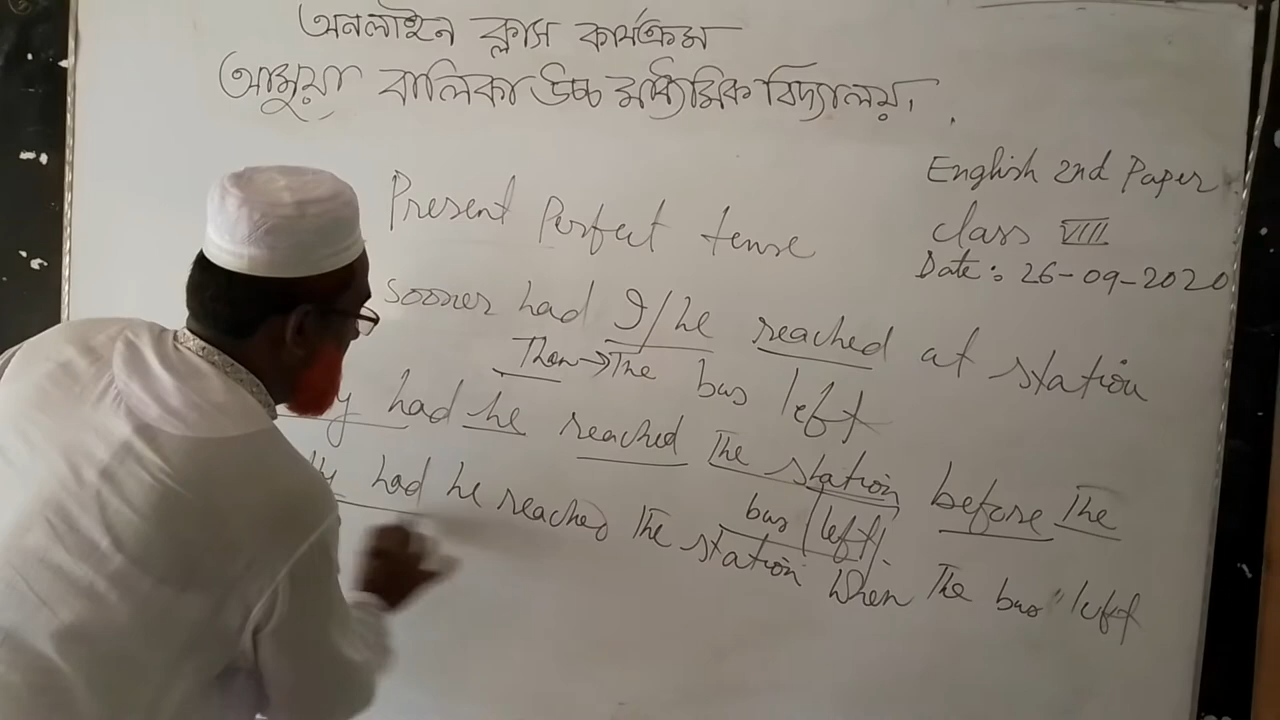 অনলাইন ক্লাস কার্যক্রম
আমুয়া বালিকা উচ্চ মাধ্যমিক বিদ্যালয়।
English 2nd Paper
Class VIII
Date: 26-09-2020
Present Perfect tense
sooner had I/he reached at station
Than → The bus left
had he reached The station before The
bus left.
had he reached The station When The bus left